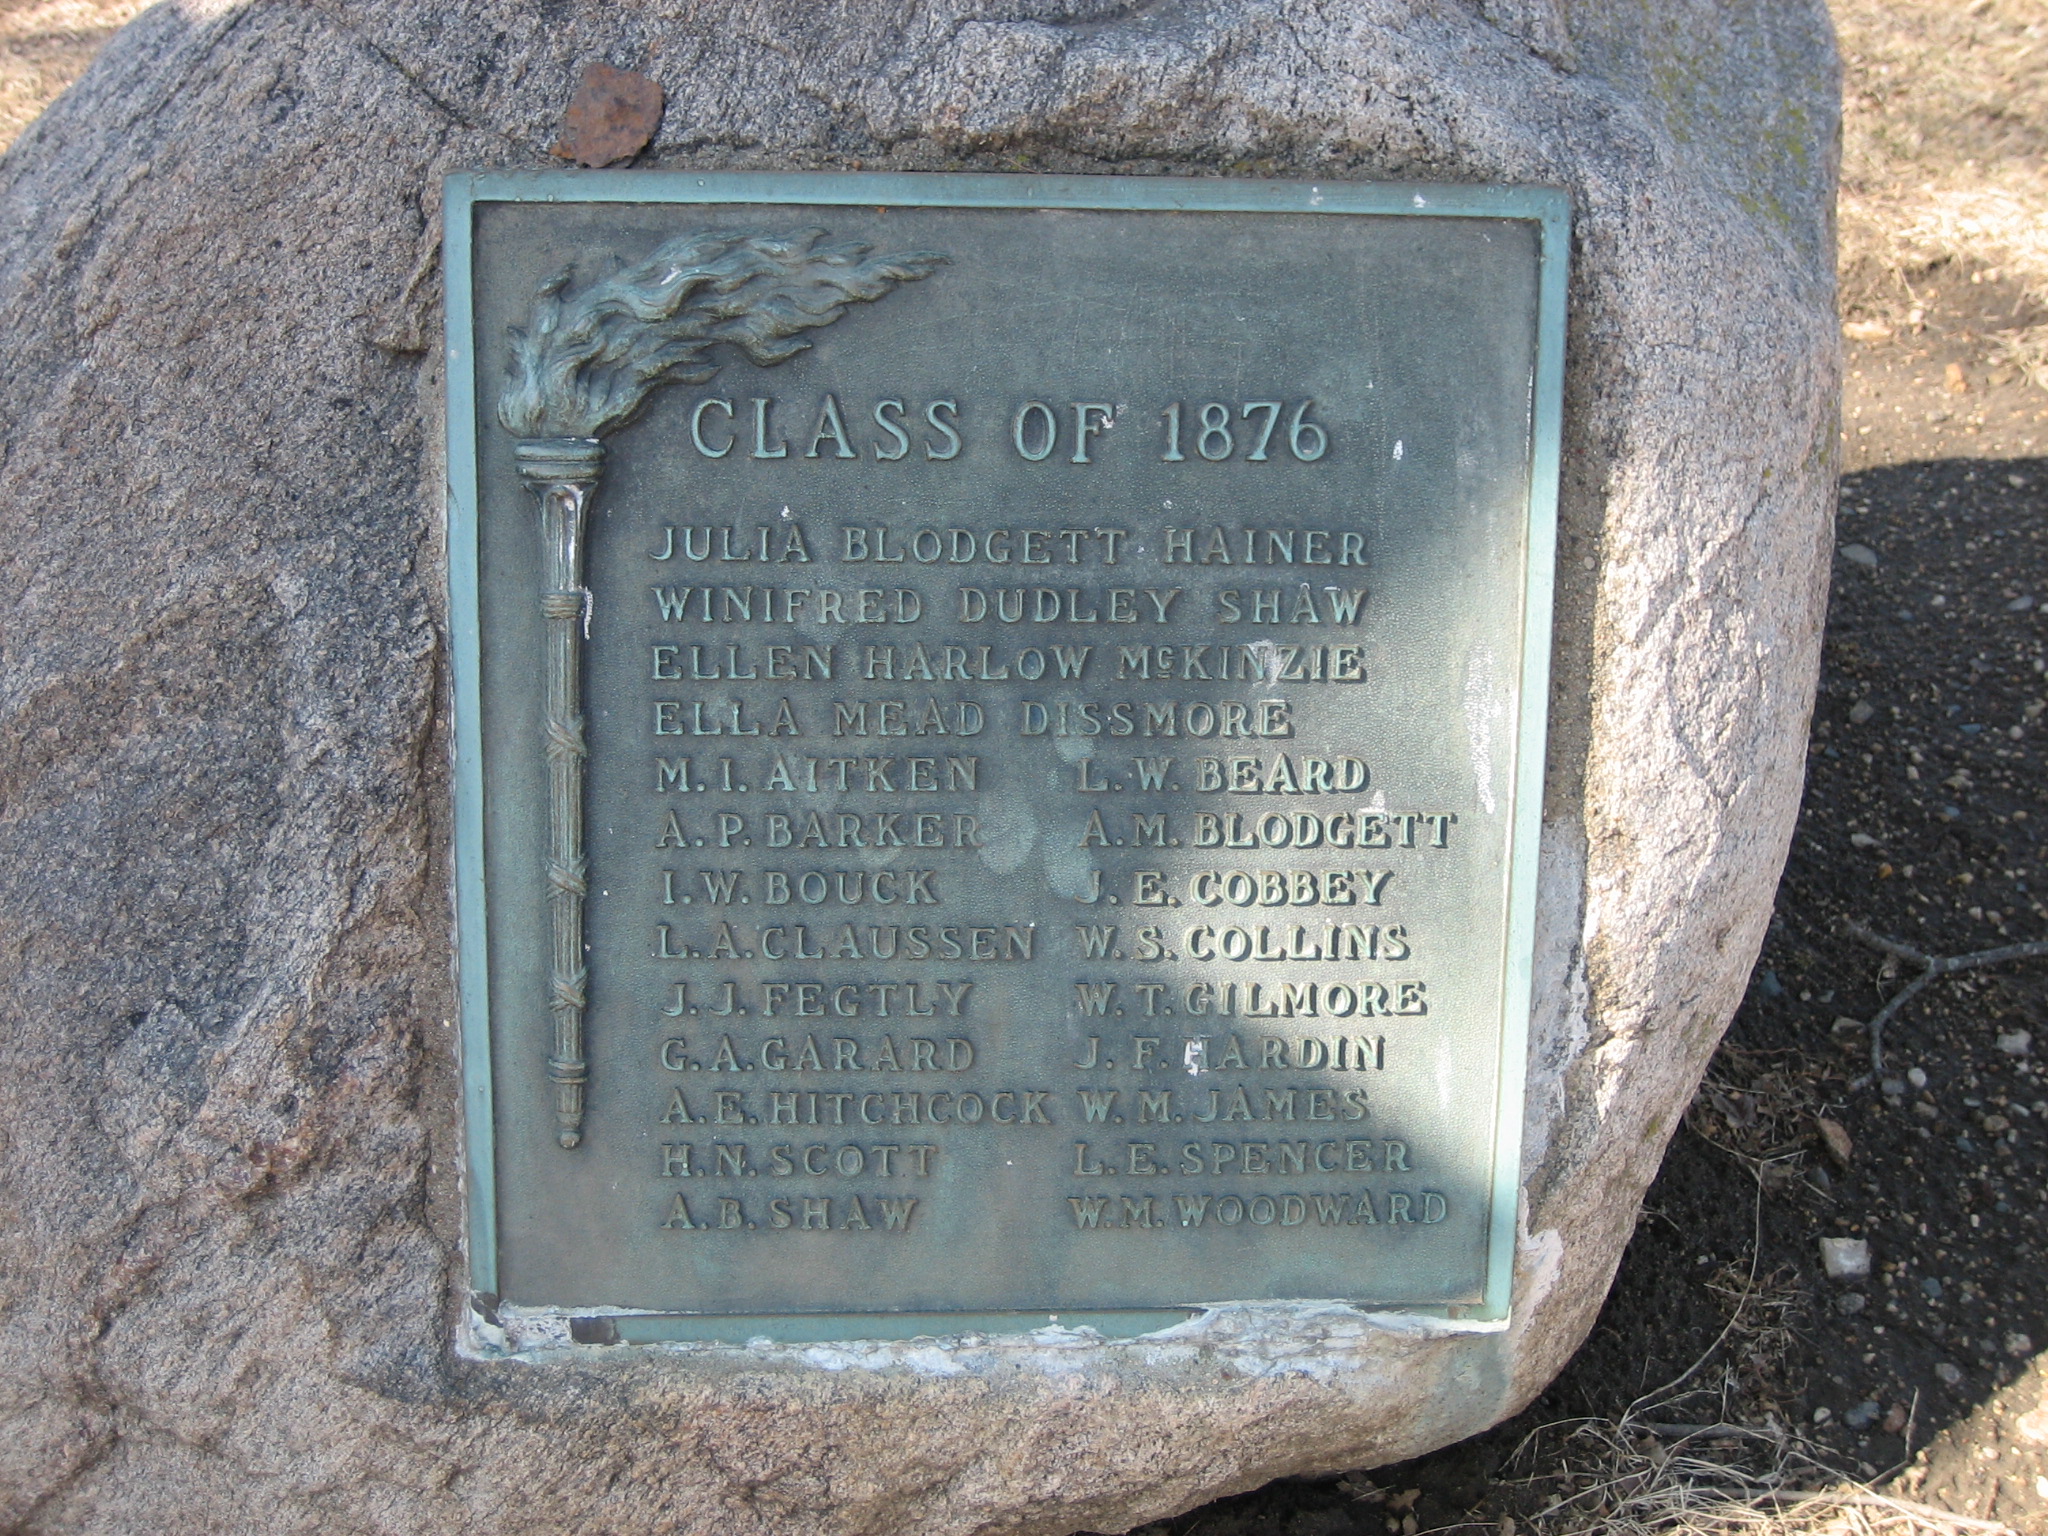 CLASS OF 1876
JULIA BLODGETT HAINER
WINIFRED DUDLEY SHAW
ELLEN HARLOW McKINZIE
ELLA MEAD DISSMORE
M. I. AITKEN L. W. BEARD
A. P. BARKER A. M. BLODGETT
I. W. BOUCK J. E. COBBEY
L. A. CLAUSSEN W. S. COLLINS
J. J. FEGTLY W. T. GILMORE
G. A. GARARD J. F. HARDIN
A. E. HITCHCOCK W. M. JAMES
H. N. SCOTT L. E. SPENCER
A. B. SHAW W. M. WOODWARD